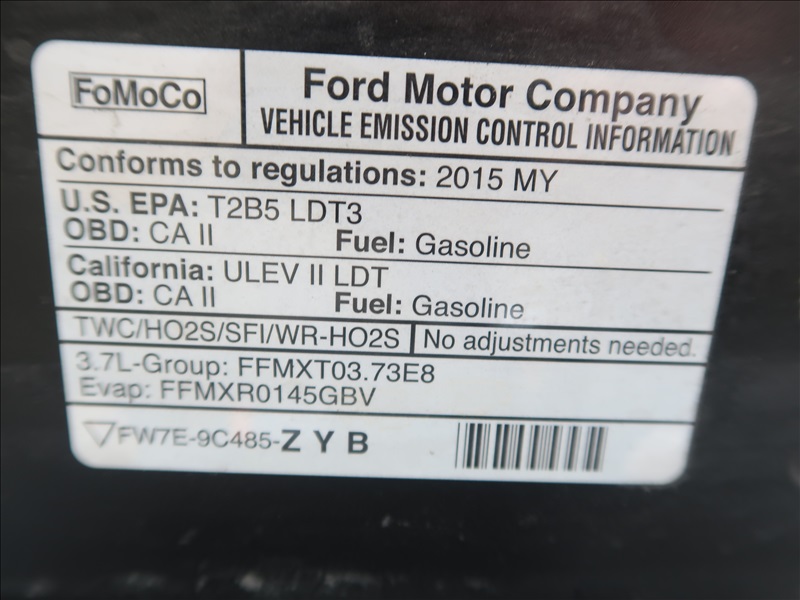 FoMoCo
Ford Motor Company
VEHICLE EMISSION CONTROL INFORMATION
Conforms to regulations: 2015 MY
U.S. EPA: T2B5 LDT3
OBD: CA II Fuel: Gasoline
California: ULEV II LDT
OBD: CA II Fuel: Gasoline
TWC/HO2S/SFI/WR-HO2S No adjustments needed.
3.7L-Group: FFMXT03.73E8
Evap: FFMXR0145GBV
FW7E-9C485-Z Y B